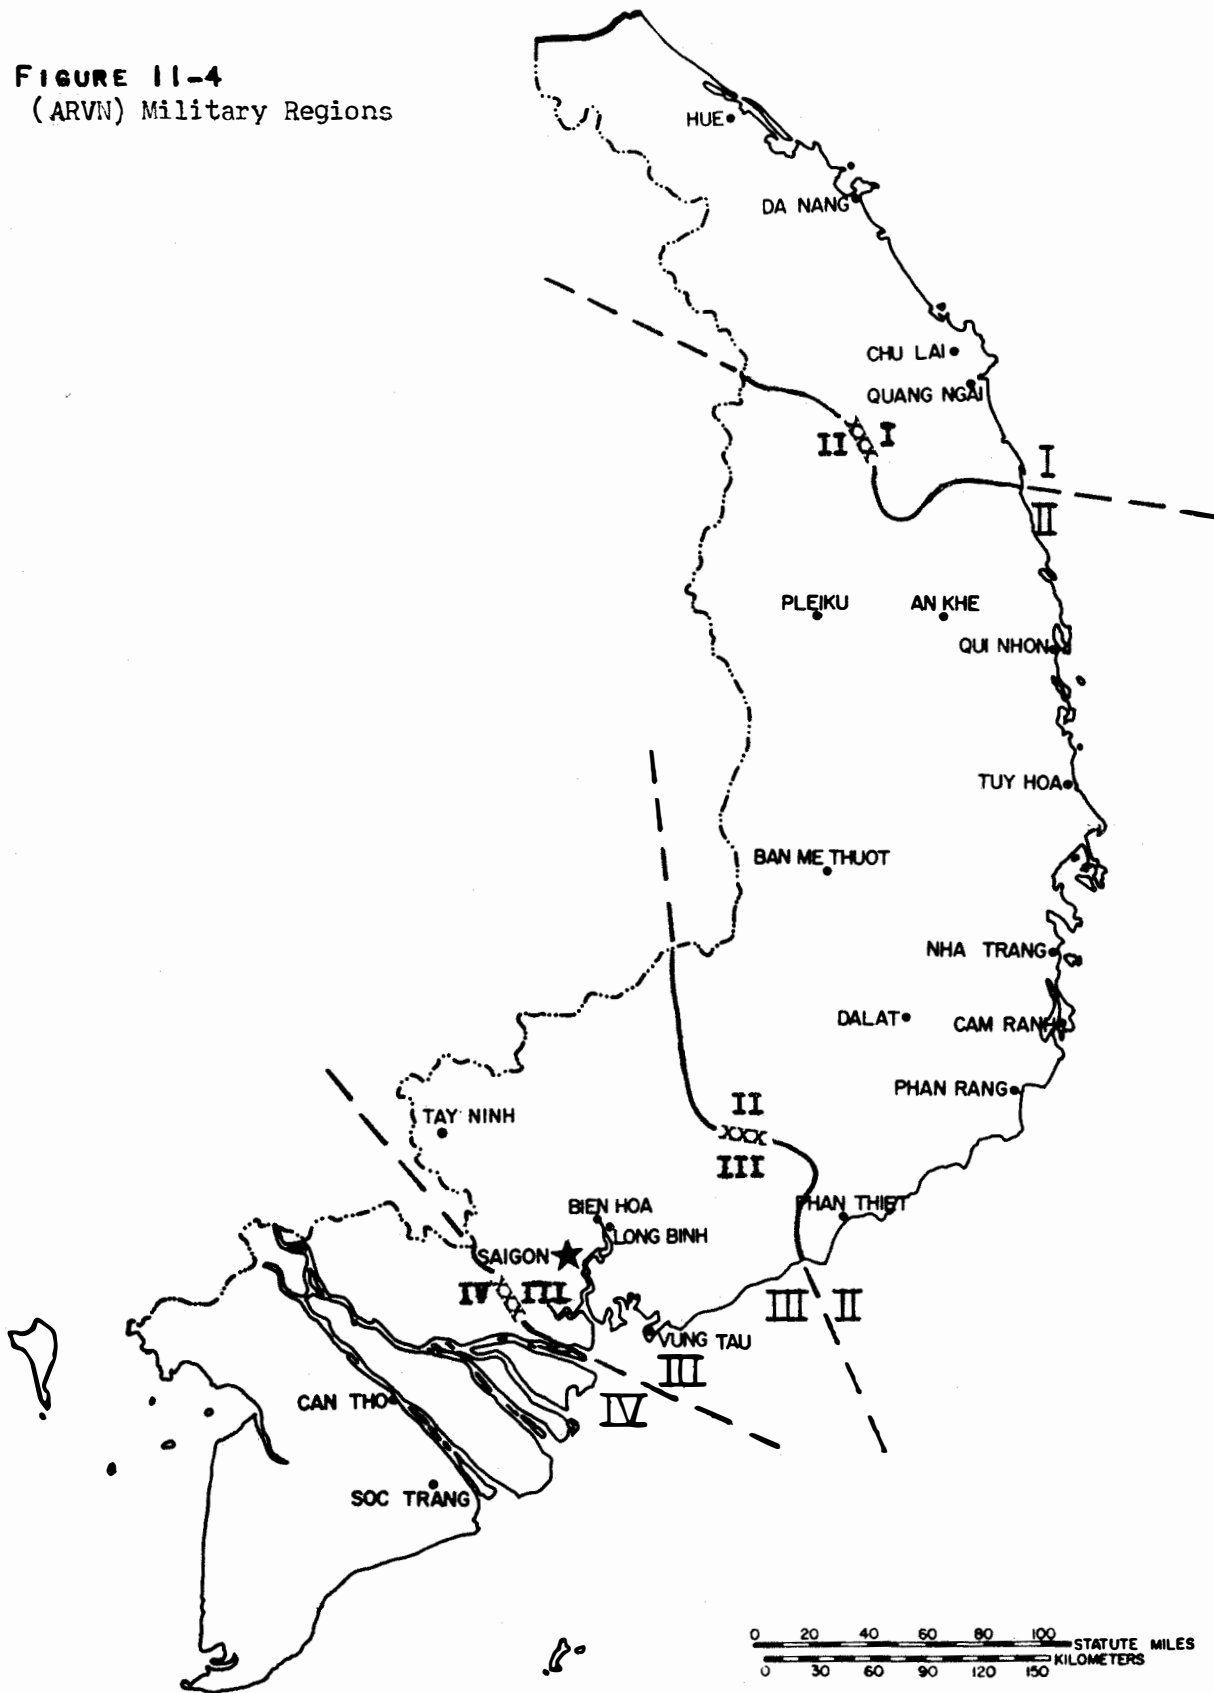 FIGURE II-4
(ARVN) Military Regions
HUE
DA NANG
CHU LAI
QUANG NGAI
II I
I
II
PLEIKU
AN KHE
QUI NHON
TUY HOA
BAN ME THUOT
NHA TRANG
DALAT
CAM RANH
PHAN RANG
II
XXX
III
TAY NINH
PHAN THIET
BIEN HOA
LONG BINH
SAIGON
IV XXX III
III II
VUNG TAU
III
IV
CAN THO
SOC TRANG
0 20 40 60 80 100
STATUTE MILES
KILOMETERS
0 30 60 90 120 150